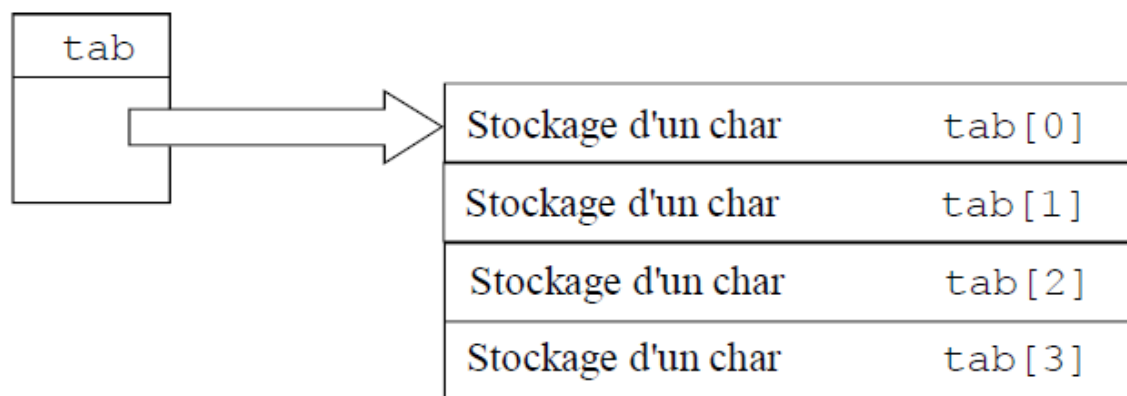 tab
Stockage d'un char tab[0]
Stockage d'un char tab[1]
Stockage d'un char tab[2]
Stockage d'un char tab[3]